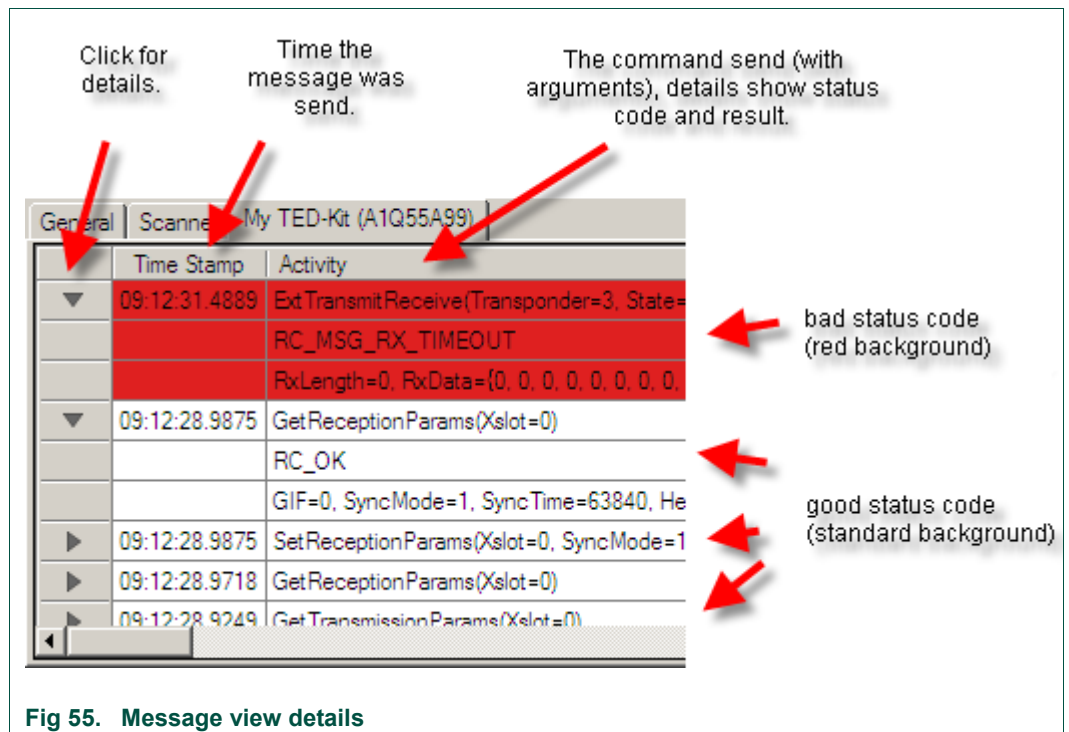 Click for
details.
Time the
message was
send.
The command send (with
arguments), details show status
code and result.
General Scanne My TED-Kit (A1Q55A99)
Time Stamp Activity
09:12:31.4889 ExtTransmitReceive(Transponder=3, State=
RC_MSG_RX_TIMEOUT
RxLength=0, RxData={0, 0, 0, 0, 0, 0, 0, 0,
bad status code
(red background)
09:12:28.9875 GetReceptionParams(Xslot=0)
RC_OK
GIF=0, SyncMode=1, SyncTime=63840, He
good status code
(standard background)
09:12:28.9875 SetReceptionParams(Xslot=0, SyncMode=1
09:12:28.9718 GetReceptionParams(Xslot=0)
09:12:28.9249 GetTransmissionParams(Xslot=0)
Fig 55. Message view details